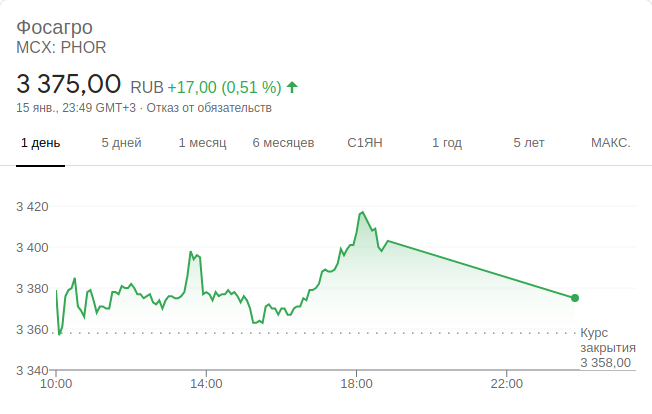 Фосагро
MCX: PHOR
3 375,00 RUB +17,00 (0,51 %)
15 янв., 23:49 GMT+3 · Отказ от обязательств
1 день 5 дней 1 месяц 6 месяцев С1ЯН 1 год 5 лет МАКС.
3 420
3 400
3 380
3 360
3 340
Курс
закрытия
3 358,00
10:00 14:00 18:00 22:00